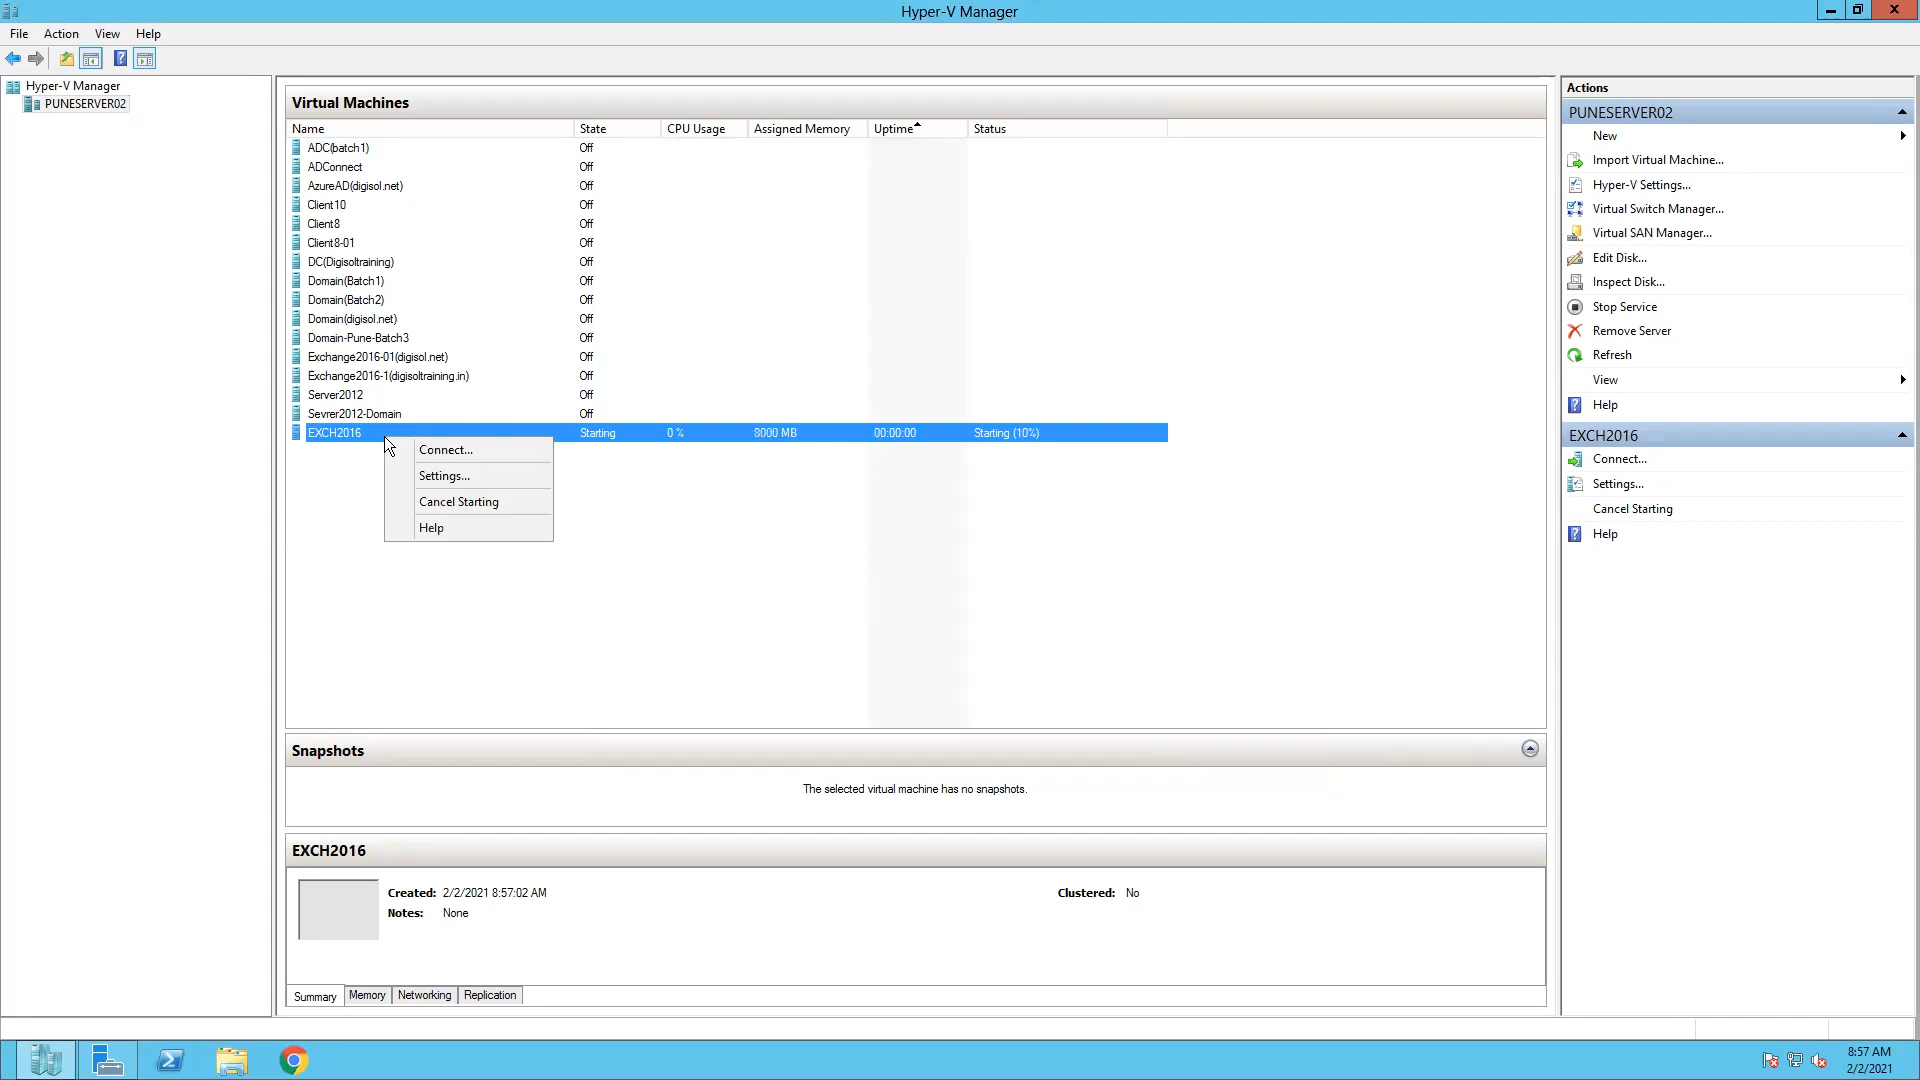 Hyper-V Manager
File Action View Help
Hyper-V Manager
PUNESERVER02
Virtual Machines
Name State CPU Usage Assigned Memory Uptime Status
ADC(batch1) Off
ADConnect Off
AzureAD(digisol.net) Off
Client10 Off
Client8 Off
Client8-01 Off
DC(Digisoltraining) Off
Domain(Batch1) Off
Domain(Batch2) Off
Domain(digisol.net) Off
Domain-Pune-Batch3 Off
Exchange2016-01(digisol.net) Off
Exchange2016-1(digisoltraining.in) Off
Server2012 Off
Sevrer2012-Domain Off
EXCH2016 Starting 0 % 8000 MB 00:00:00 Starting (10%)
Connect...
Settings...
Cancel Starting
Help
Snapshots
The selected virtual machine has no snapshots.
EXCH2016
Created: 2/2/2021 8:57:02 AM Clustered: No
Notes: None
Summary Memory Networking Replication
Actions
PUNESERVER02
New
Import Virtual Machine...
Hyper-V Settings...
Virtual Switch Manager...
Virtual SAN Manager...
Edit Disk...
Inspect Disk...
Stop Service
Remove Server
Refresh
View
Help
EXCH2016
Connect...
Settings...
Cancel Starting
Help
8:57 AM
2/2/2021